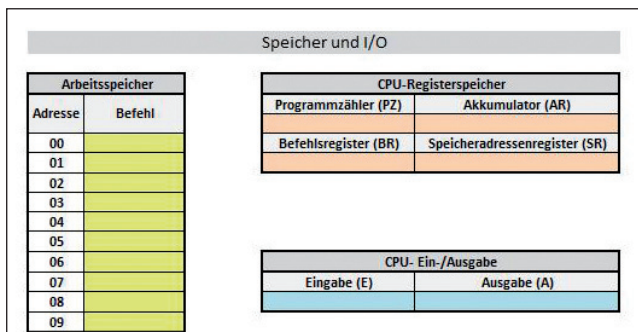 Speicher und I/O
Arbeitsspeicher
Adresse Befehl
00
01
02
03
04
05
06
07
08
09
CPU-Registerspeicher
Programmzähler (PZ) Akkumulator (AR)
Befehlsregister (BR) Speicheradressenregister (SR)
CPU- Ein-/Ausgabe
Eingabe (E) Ausgabe (A)